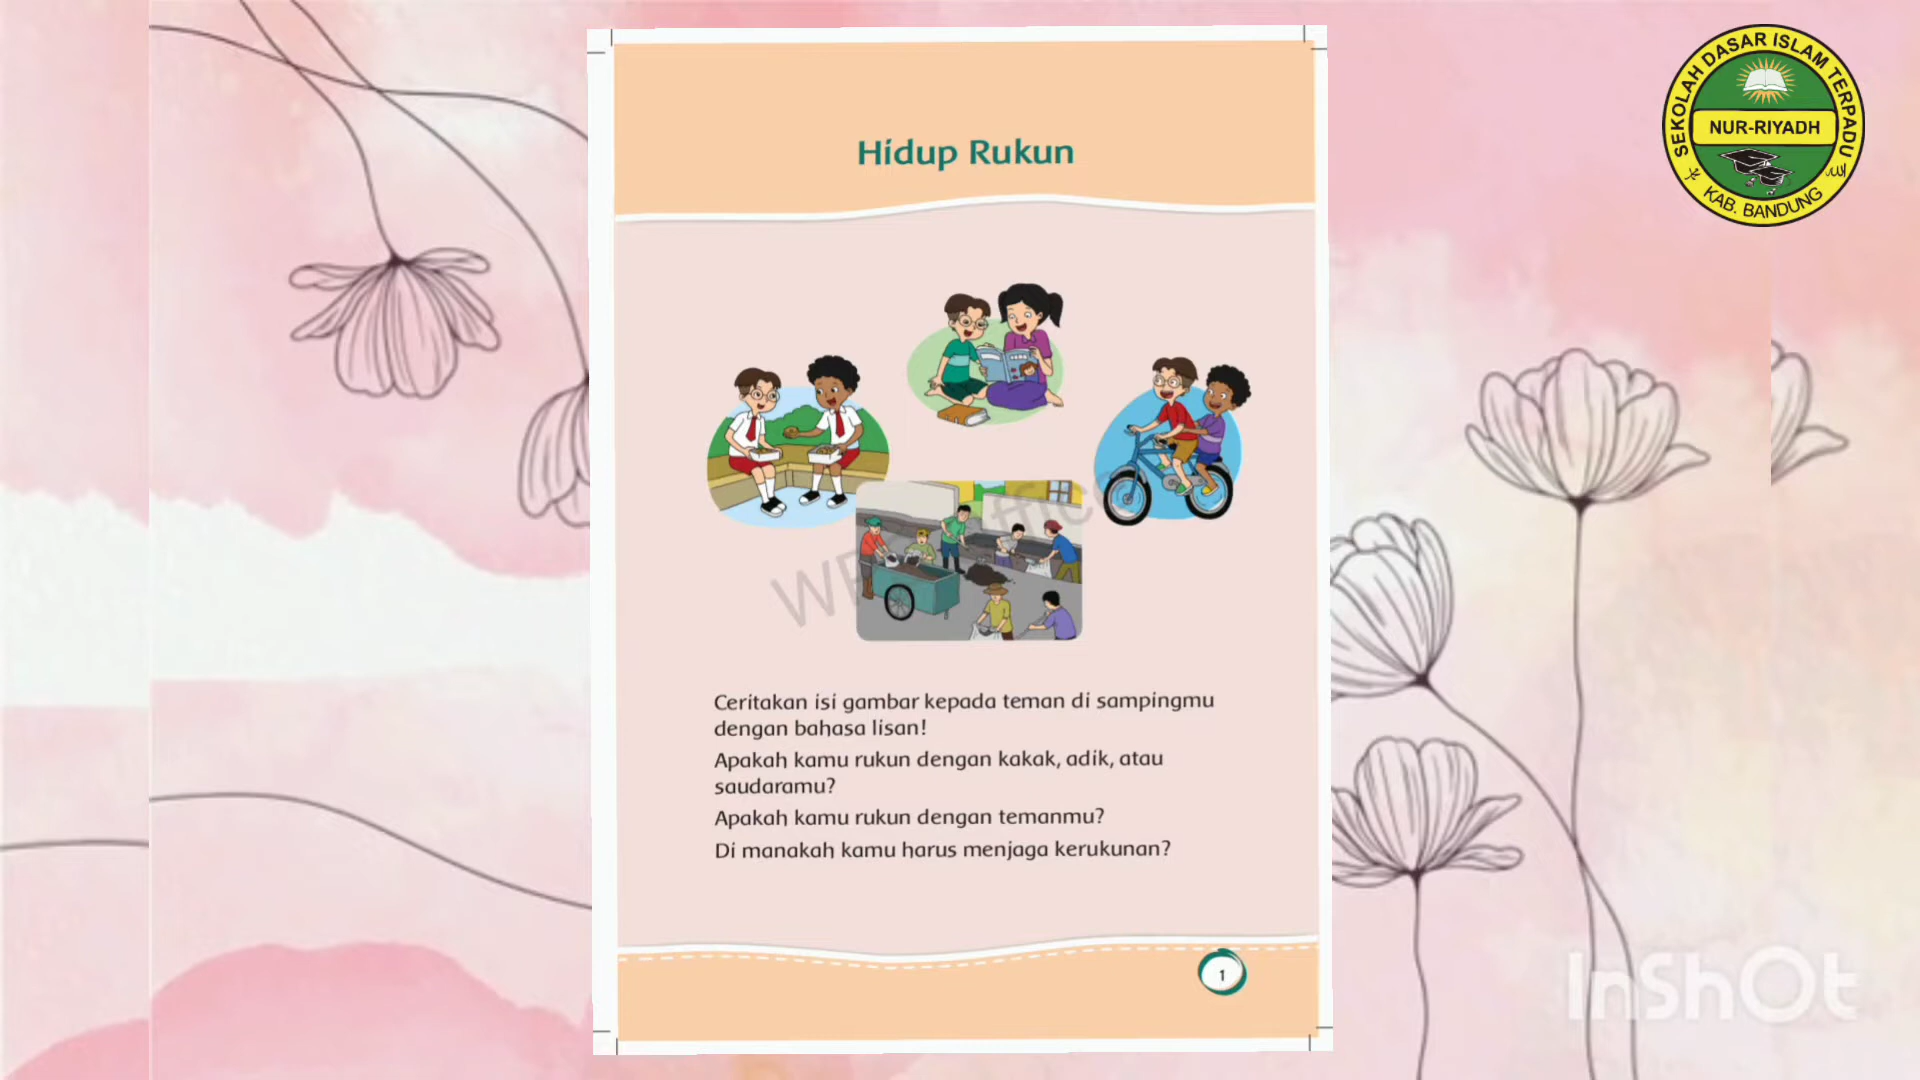 SEKOLAH DASAR ISLAM TERPADU
NUR-RIYADH
KAB. BANDUNG
Hidup Rukun
Ceritakan isi gambar kepada teman di sampingmu
dengan bahasa lisan!
Apakah kamu rukun dengan kakak, adik, atau
saudaramu?
Apakah kamu rukun dengan temanmu?
Di manakah kamu harus menjaga kerukunan?
1
InShOt